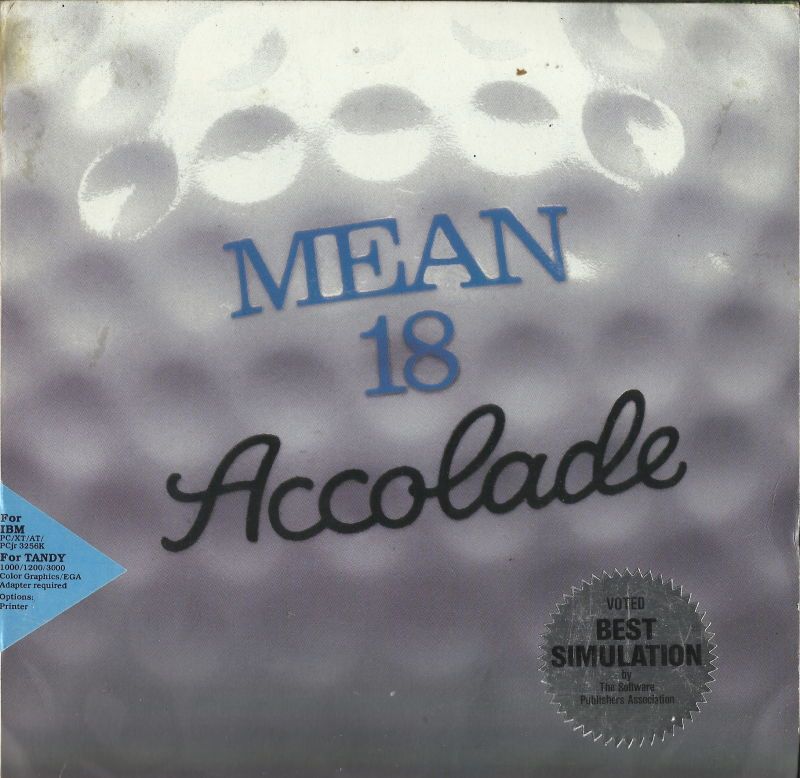 MEAN
18
Accolade
For
IBM
PC/XT/AT/
PCjr 3256K
For TANDY
1000/1200/3000
Color Graphics/EGA
Adapter required
Options:
Printer
VOTED
BEST
SIMULATION
by
The Software
Publishers Association